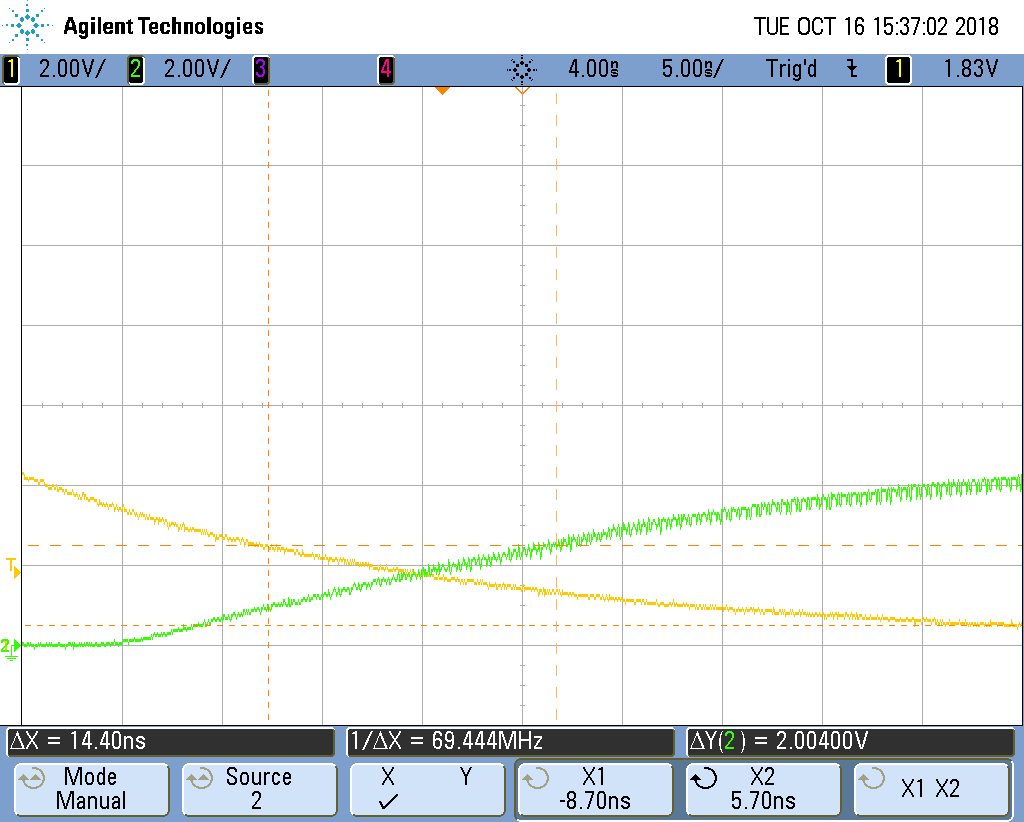 Agilent Technologies TUE OCT 16 15:37:02 2018
1 2.00V/ 2 2.00V/ 3 4 4.00s 5.00s/ Trig'd 1 1.83V
T
2
ΔX = 14.40ns 1/ΔX = 69.444MHz ΔY(2) = 2.00400V
Mode Source X Y X1 X2 X1 X2
Manual 2 -8.70ns 5.70ns